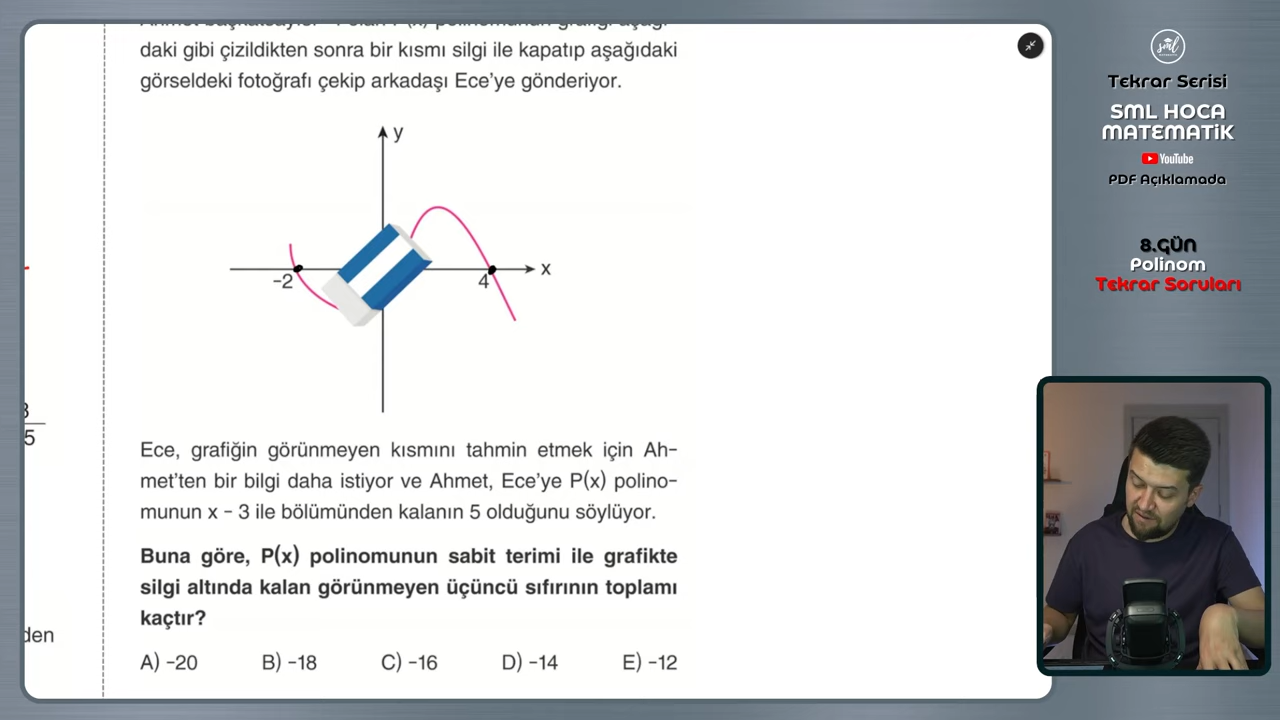 daki gibi çizildikten sonra bir kısmı silgi ile kapatıp aşağıdaki
görseldeki fotoğrafı çekip arkadaşı Ece'ye gönderiyor.
y
x
-2
4
5
den
Ece, grafiğin görünmeyen kısmını tahmin etmek için Ah-
met'ten bir bilgi daha istiyor ve Ahmet, Ece'ye P(x) polino-
munun x - 3 ile bölümünden kalanın 5 olduğunu söylüyor.
Buna göre, P(x) polinomunun sabit terimi ile grafikte
silgi altında kalan görünmeyen üçüncü sıfırının toplamı
kaçtır?
A) -20 B) -18 C) -16 D) -14 E) -12
sml
Tekrar Serisi
SML HOCA
MATEMATİK
YouTube
PDF Açıklamada
8.GÜN
Polinom
Tekrar Soruları